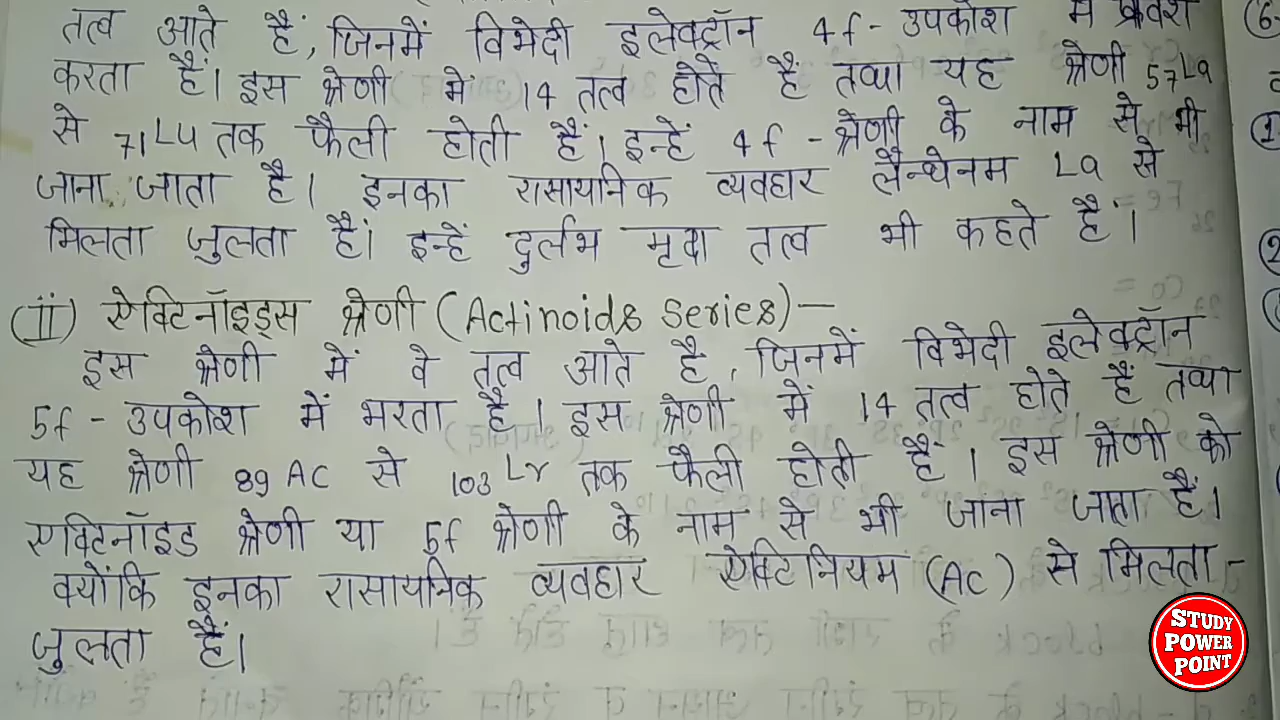 तत्व आते हैं, जिनमें विभेदी इलेक्ट्रॉन 4f - उपकोश में प्रवेश
करता हैं। इस श्रेणी में 14 तत्व होते हैं तथा यह श्रेणी 57La
से 71Lu तक फैली होती हैं। इन्हें 4f - श्रेणी के नाम से भी
जाना जाता है। इनका रासायनिक व्यवहार लैन्थेनम La से
मिलता जुलता है। इन्हें दुर्लभ मृदा तत्व भी कहते हैं।
(ii) ऐक्टिनॉइड्स श्रेणी (Actinoids Series) —
इस श्रेणी में वे तत्व आते है, जिनमें विभेदी इलेक्ट्रॉन
5f - उपकोश में भरता है। इस श्रेणी में 14 तत्व होते हैं तथा
यह श्रेणी 89 AC से 103 Lr तक फैली होती हैं। इस श्रेणी को
एक्टिनॉइड श्रेणी या 5f श्रेणी के नाम से भी जाना जाता हैं।
क्योंकि इनका रासायनिक व्यवहार ऐक्टिनियम (AC) से मिलता -
जुलता हैं।
STUDY
POWER
POINT